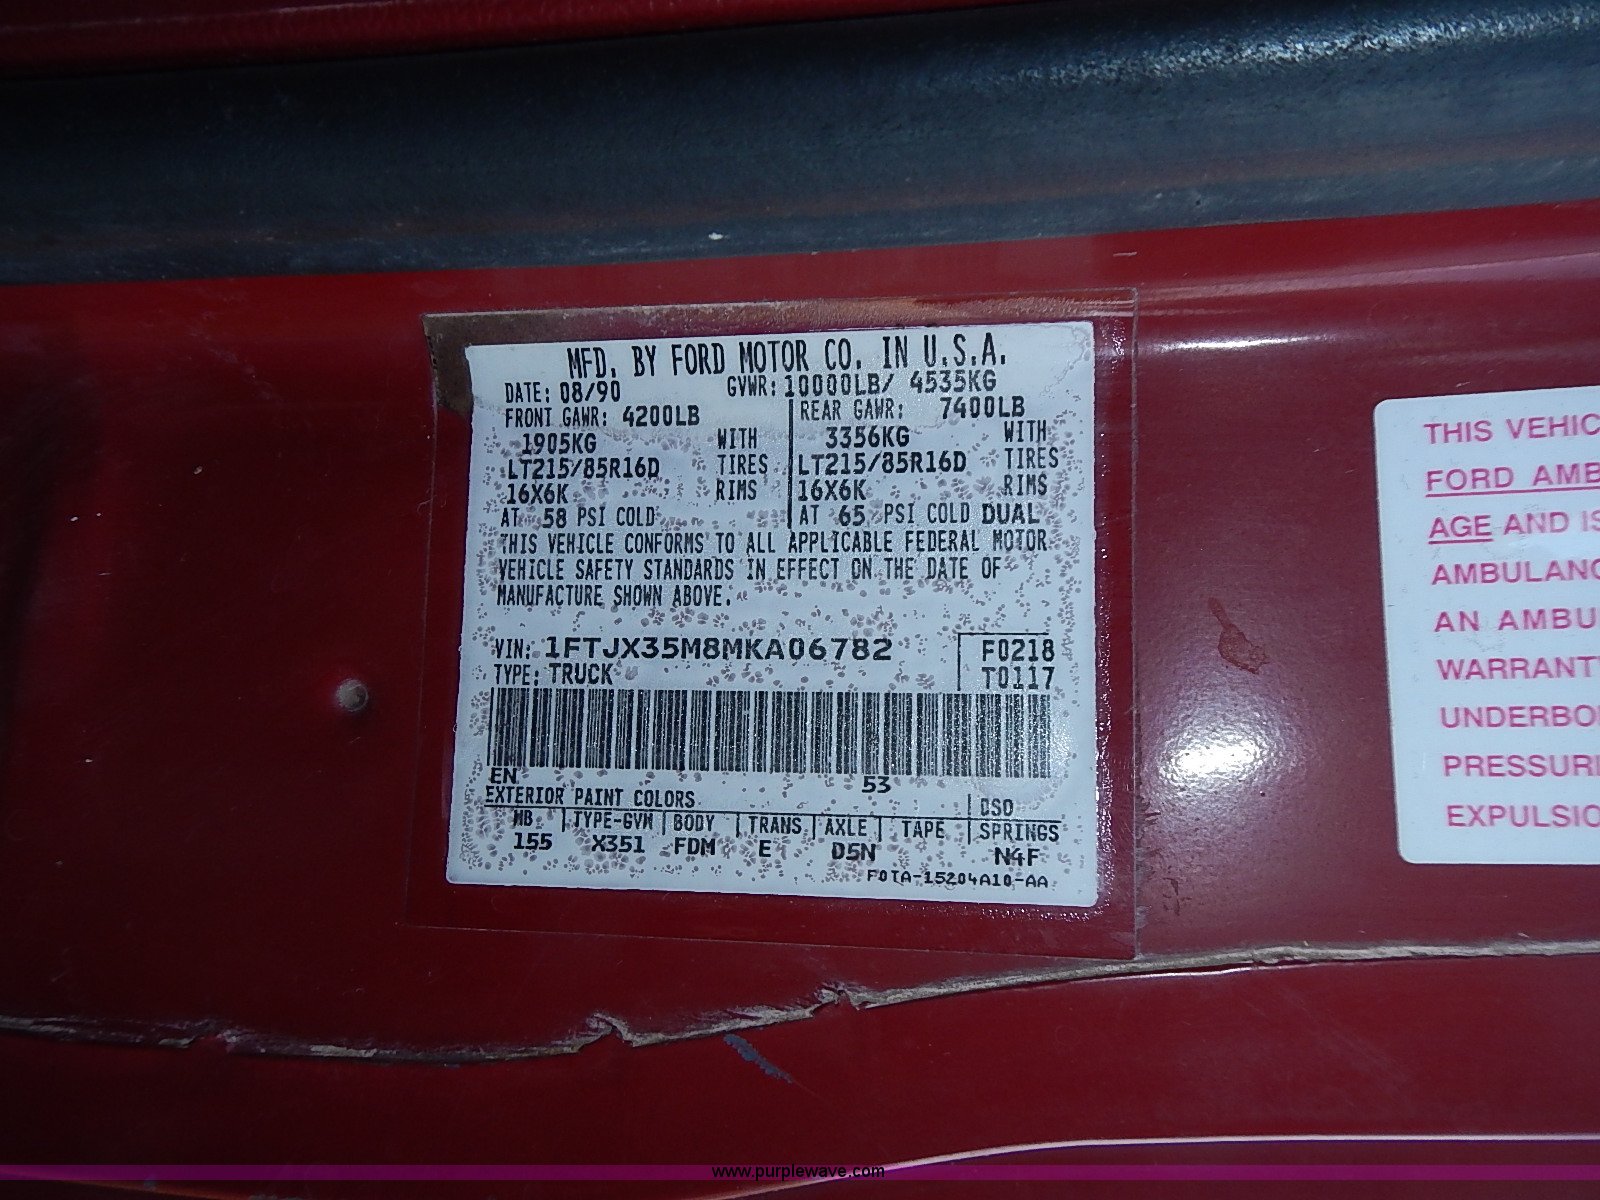 MFD. BY FORD MOTOR CO. IN U.S.A.
DATE: 08/90 GVWR: 10000LB/ 4535KG
FRONT GAWR: 4200LB REAR GAWR: 7400LB
1905KG WITH 3356KG WITH
LT215/85R16D TIRES LT215/85R16D TIRES
16X6K RIMS 16X6K RIMS
AT 58 PSI COLD AT 65 PSI COLD DUAL
THIS VEHICLE CONFORMS TO ALL APPLICABLE FEDERAL MOTOR
VEHICLE SAFETY STANDARDS IN EFFECT ON THE DATE OF
MANUFACTURE SHOWN ABOVE.
VIN: 1FTJX35M8MKA06782 F0218
TYPE: TRUCK T0117
EN 53
EXTERIOR PAINT COLORS DSO
WB TYPE-GVW BODY TRANS AXLE TAPE SPRINGS
155 X351 FDM E D5N N4F
F0TA-15204A10-AA
THIS VEHIC
FORD AMB
AGE AND IS
AMBULANC
AN AMBU
WARRANTY
UNDERBO
PRESSURI
EXPULSIO
www.purplewave.com